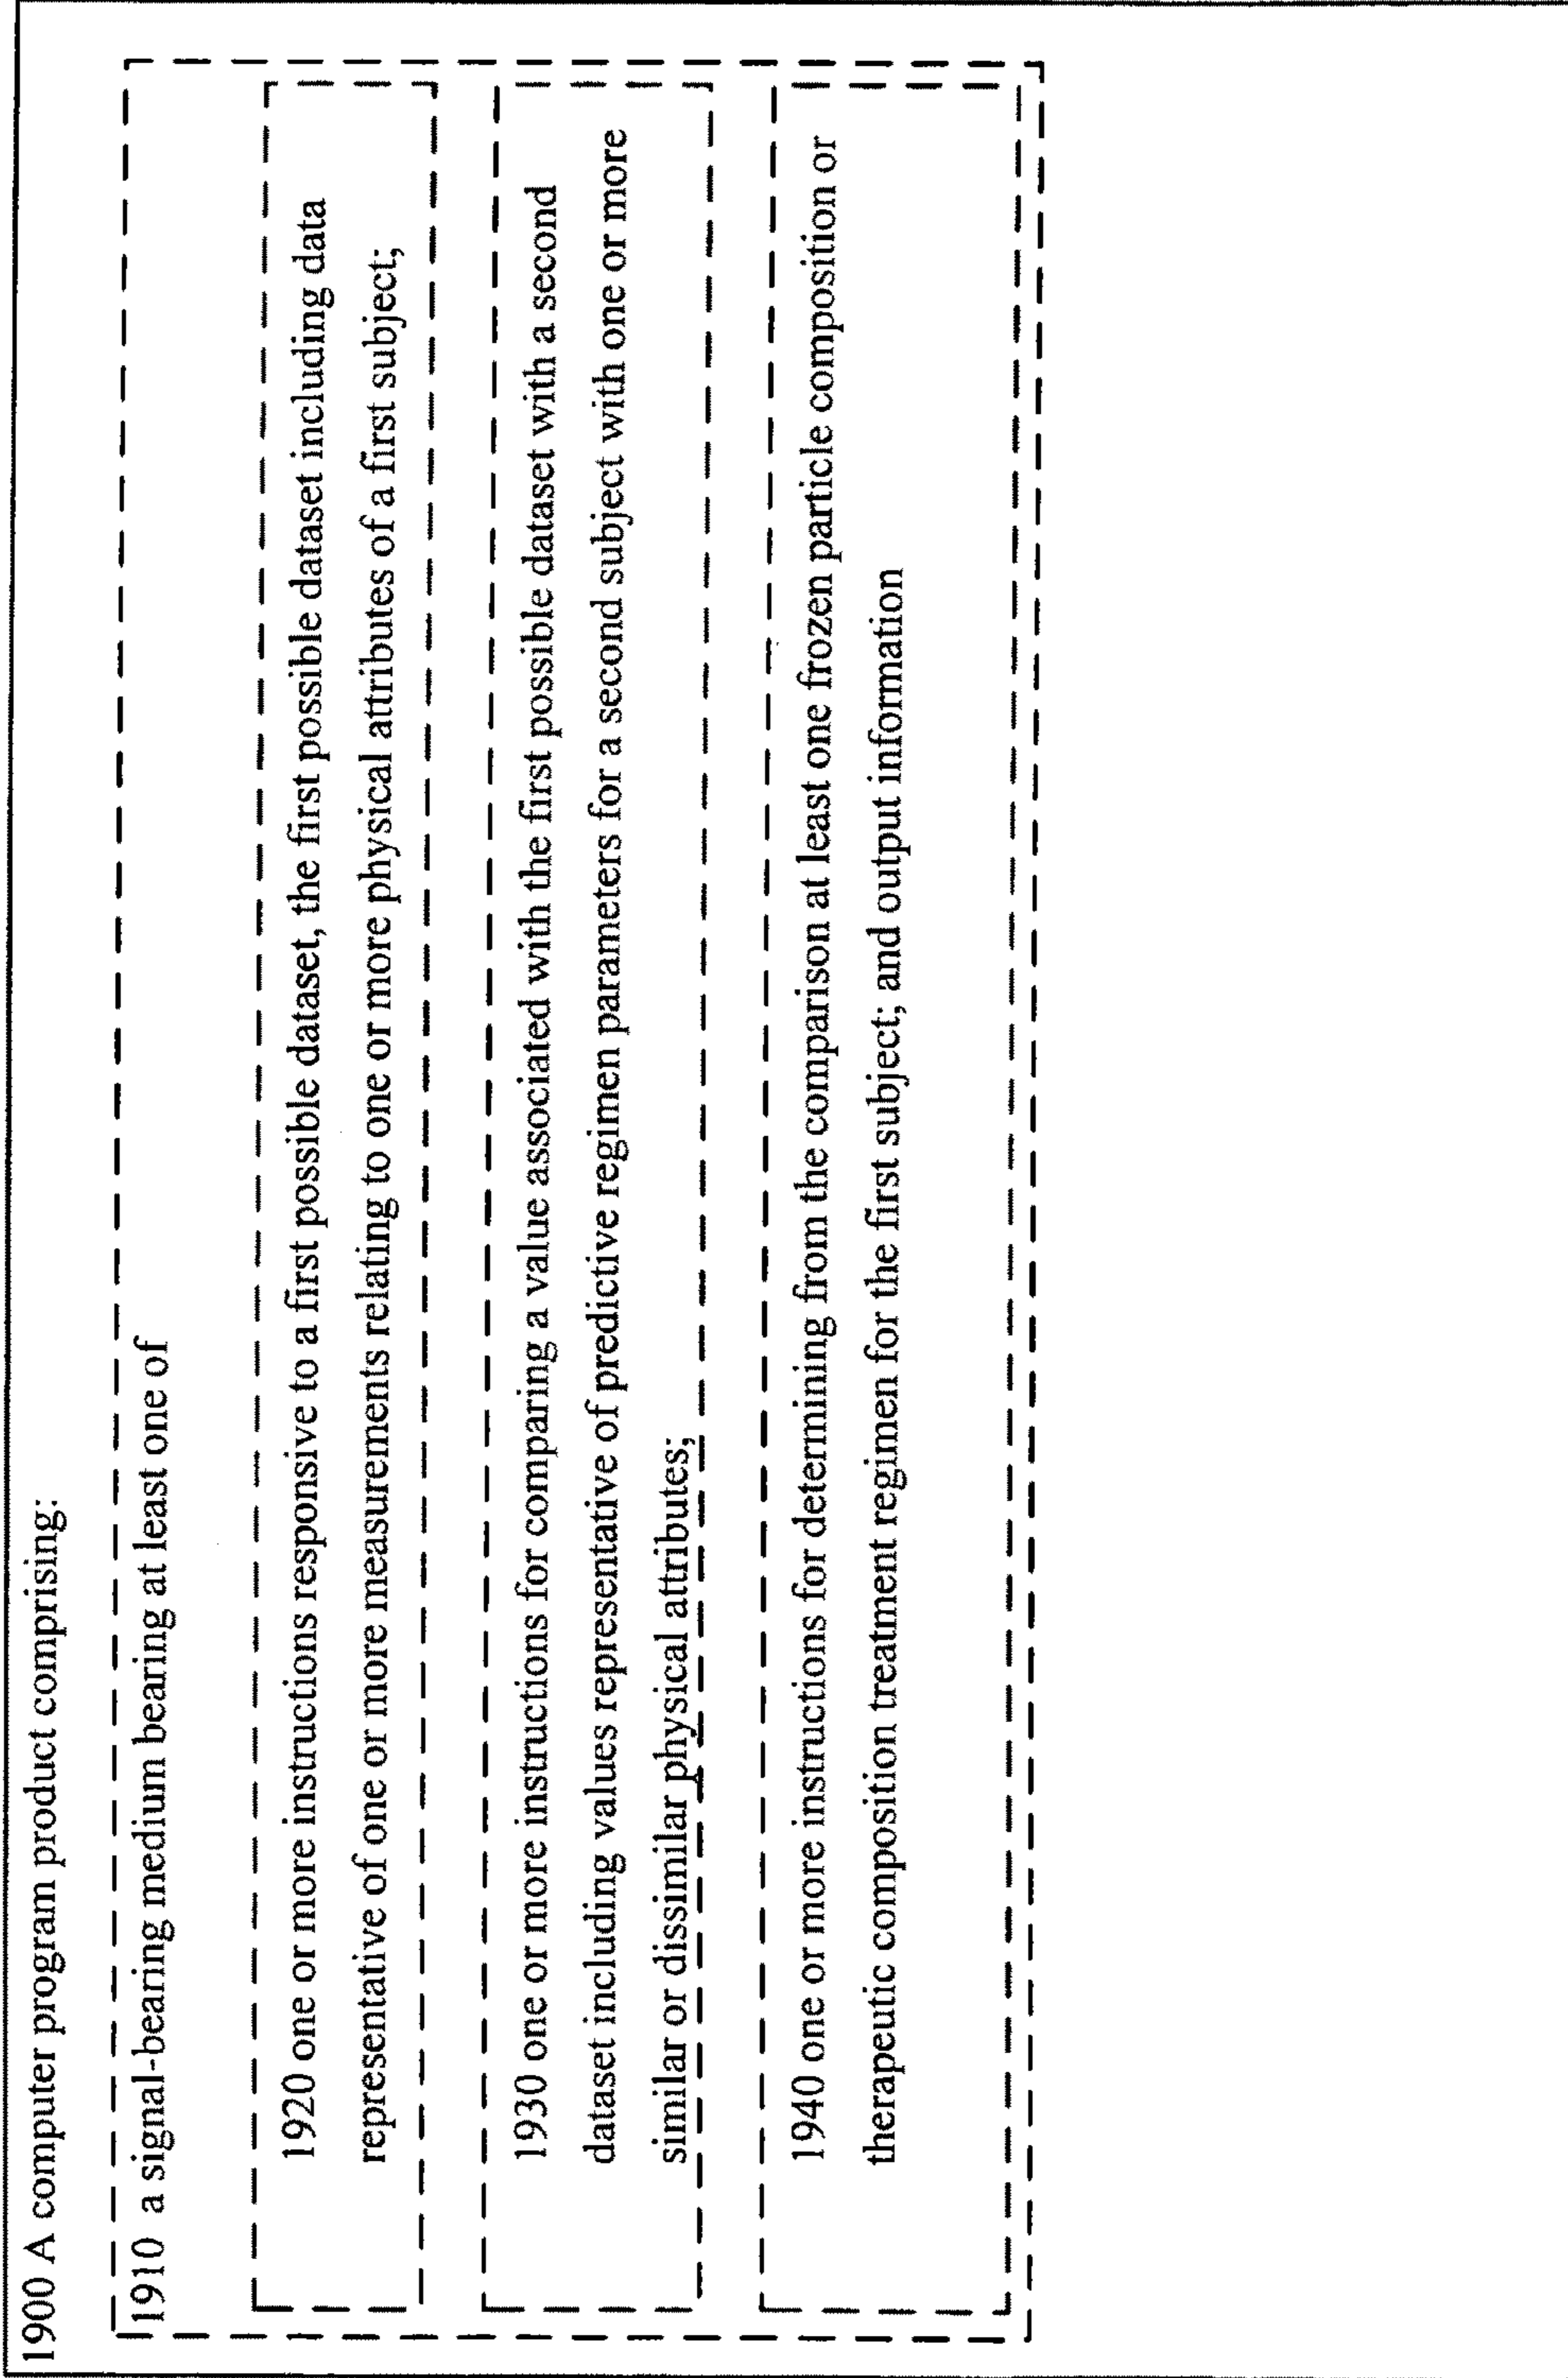 1900 A computer program product comprising:
1910 a signal-bearing medium bearing at least one of
1920 one or more instructions responsive to a first possible dataset, the first possible dataset including data
representative of one or more measurements relating to one or more physical attributes of a first subject;
1930 one or more instructions for comparing a value associated with the first possible dataset with a second
dataset including values representative of predictive regimen parameters for a second subject with one or more
similar or dissimilar physical attributes;
1940 one or more instructions for determining from the comparison at least one frozen particle composition or
therapeutic composition treatment regimen for the first subject; and output information